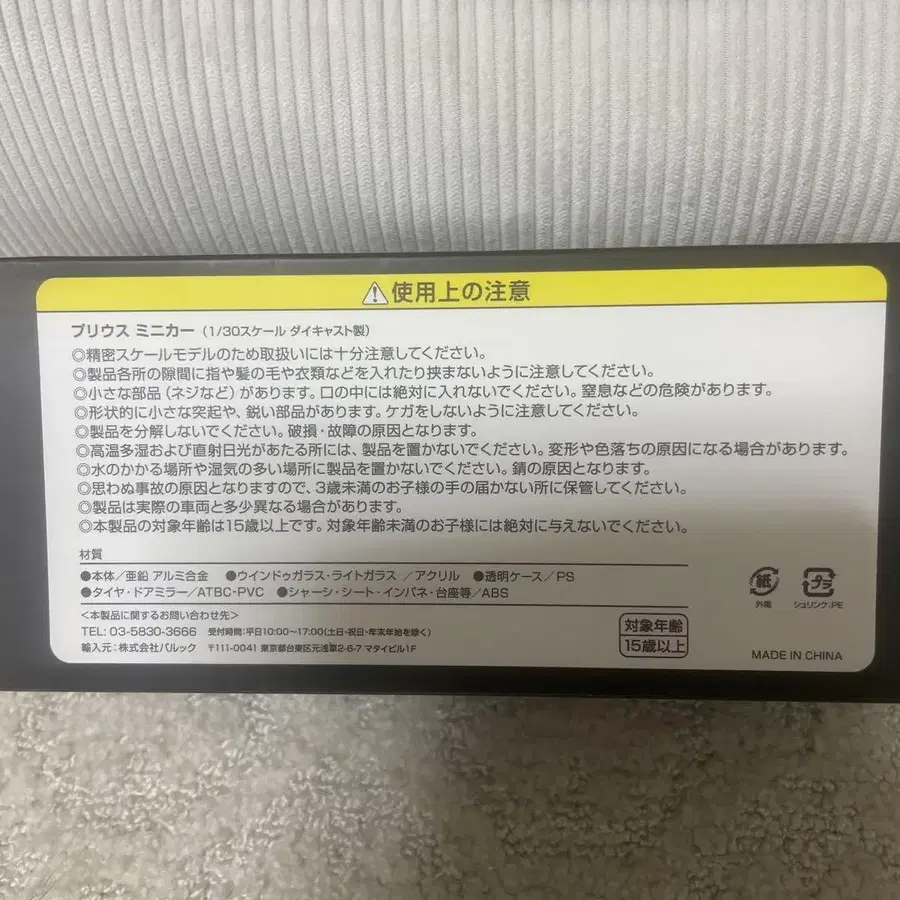 ⚠使用上の注意
プリウス ミニカー（1/30スケール ダイキャスト製）
◎精密スケールモデルのため取扱いには十分注意してください。
◎製品各所の隙間に指や髪の毛や衣類などを入れたり挟まないように注意してください。
◎小さな部品（ネジなど）があります。口の中には絶対に入れないでください。窒息などの危険があります。
◎形状的に小さな突起や、鋭い部品があります。ケガをしないように注意してください。
◎製品を分解しないでください。破損・故障の原因となります。
◎高温多湿および直射日光があたる所には、製品を置かないでください。変形や色落ちの原因になる場合があります。
◎水のかかる場所や湿気の多い場所に製品を置かないでください。錆の原因となります。
◎思わぬ事故の原因となりますので、3歳未満のお子様の手の届かない所に保管してください。
◎製品は実際の車両と多少異なる場合があります。
◎本製品の対象年齢は15歳以上です。対象年齢未満のお子様には絶対に与えないでください。
材質
●本体／亜鉛 アルミ合金 ●ウインドゥガラス・ライトガラス ／アクリル ●透明ケース／PS
●タイヤ・ドアミラー／ATBC-PVC ●シャーシ・シート・インパネ・台座等／ABS
紙 プラ
外箱 シュリンク:PE
＜本製品に関するお問い合わせ先＞
TEL: 03-5830-3666 受付時間:平日10:00〜17:00(土日・祝日・年末年始を除く)
輸入元：株式会社バルック 〒111-0041 東京都台東区元浅草2-6-7 マタイビル1F
対象年齢
15歳以上
MADE IN CHINA